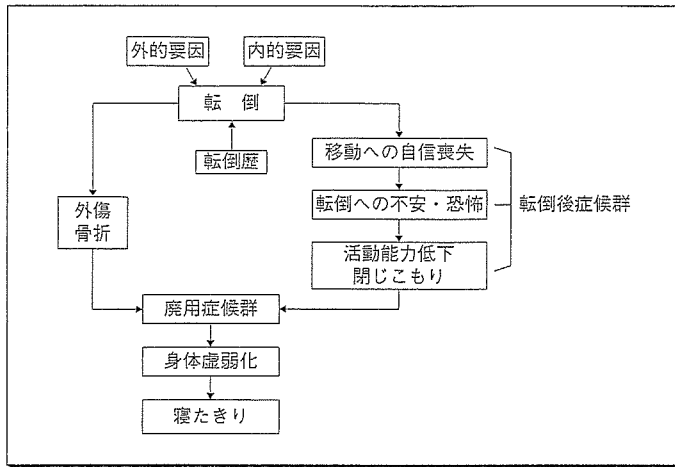 外的要因
内的要因
転　倒
転倒歴
移動への自信喪失
転倒への不安・恐怖
転倒後症候群
外傷
骨折
活動能力低下
閉じこもり
廃用症候群
身体虚弱化
寝たきり